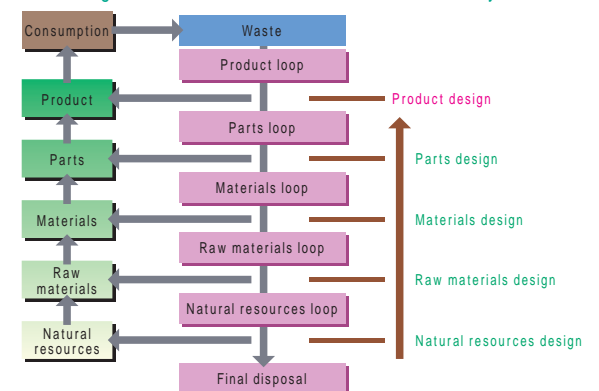 Consumption
Waste
Product loop
Product
Product design
Parts loop
Parts
Parts design
Materials loop
Materials
Materials design
Raw materials loop
Raw
materials
Raw materials design
Natural resources loop
Natural
resources
Natural resources design
Final disposal